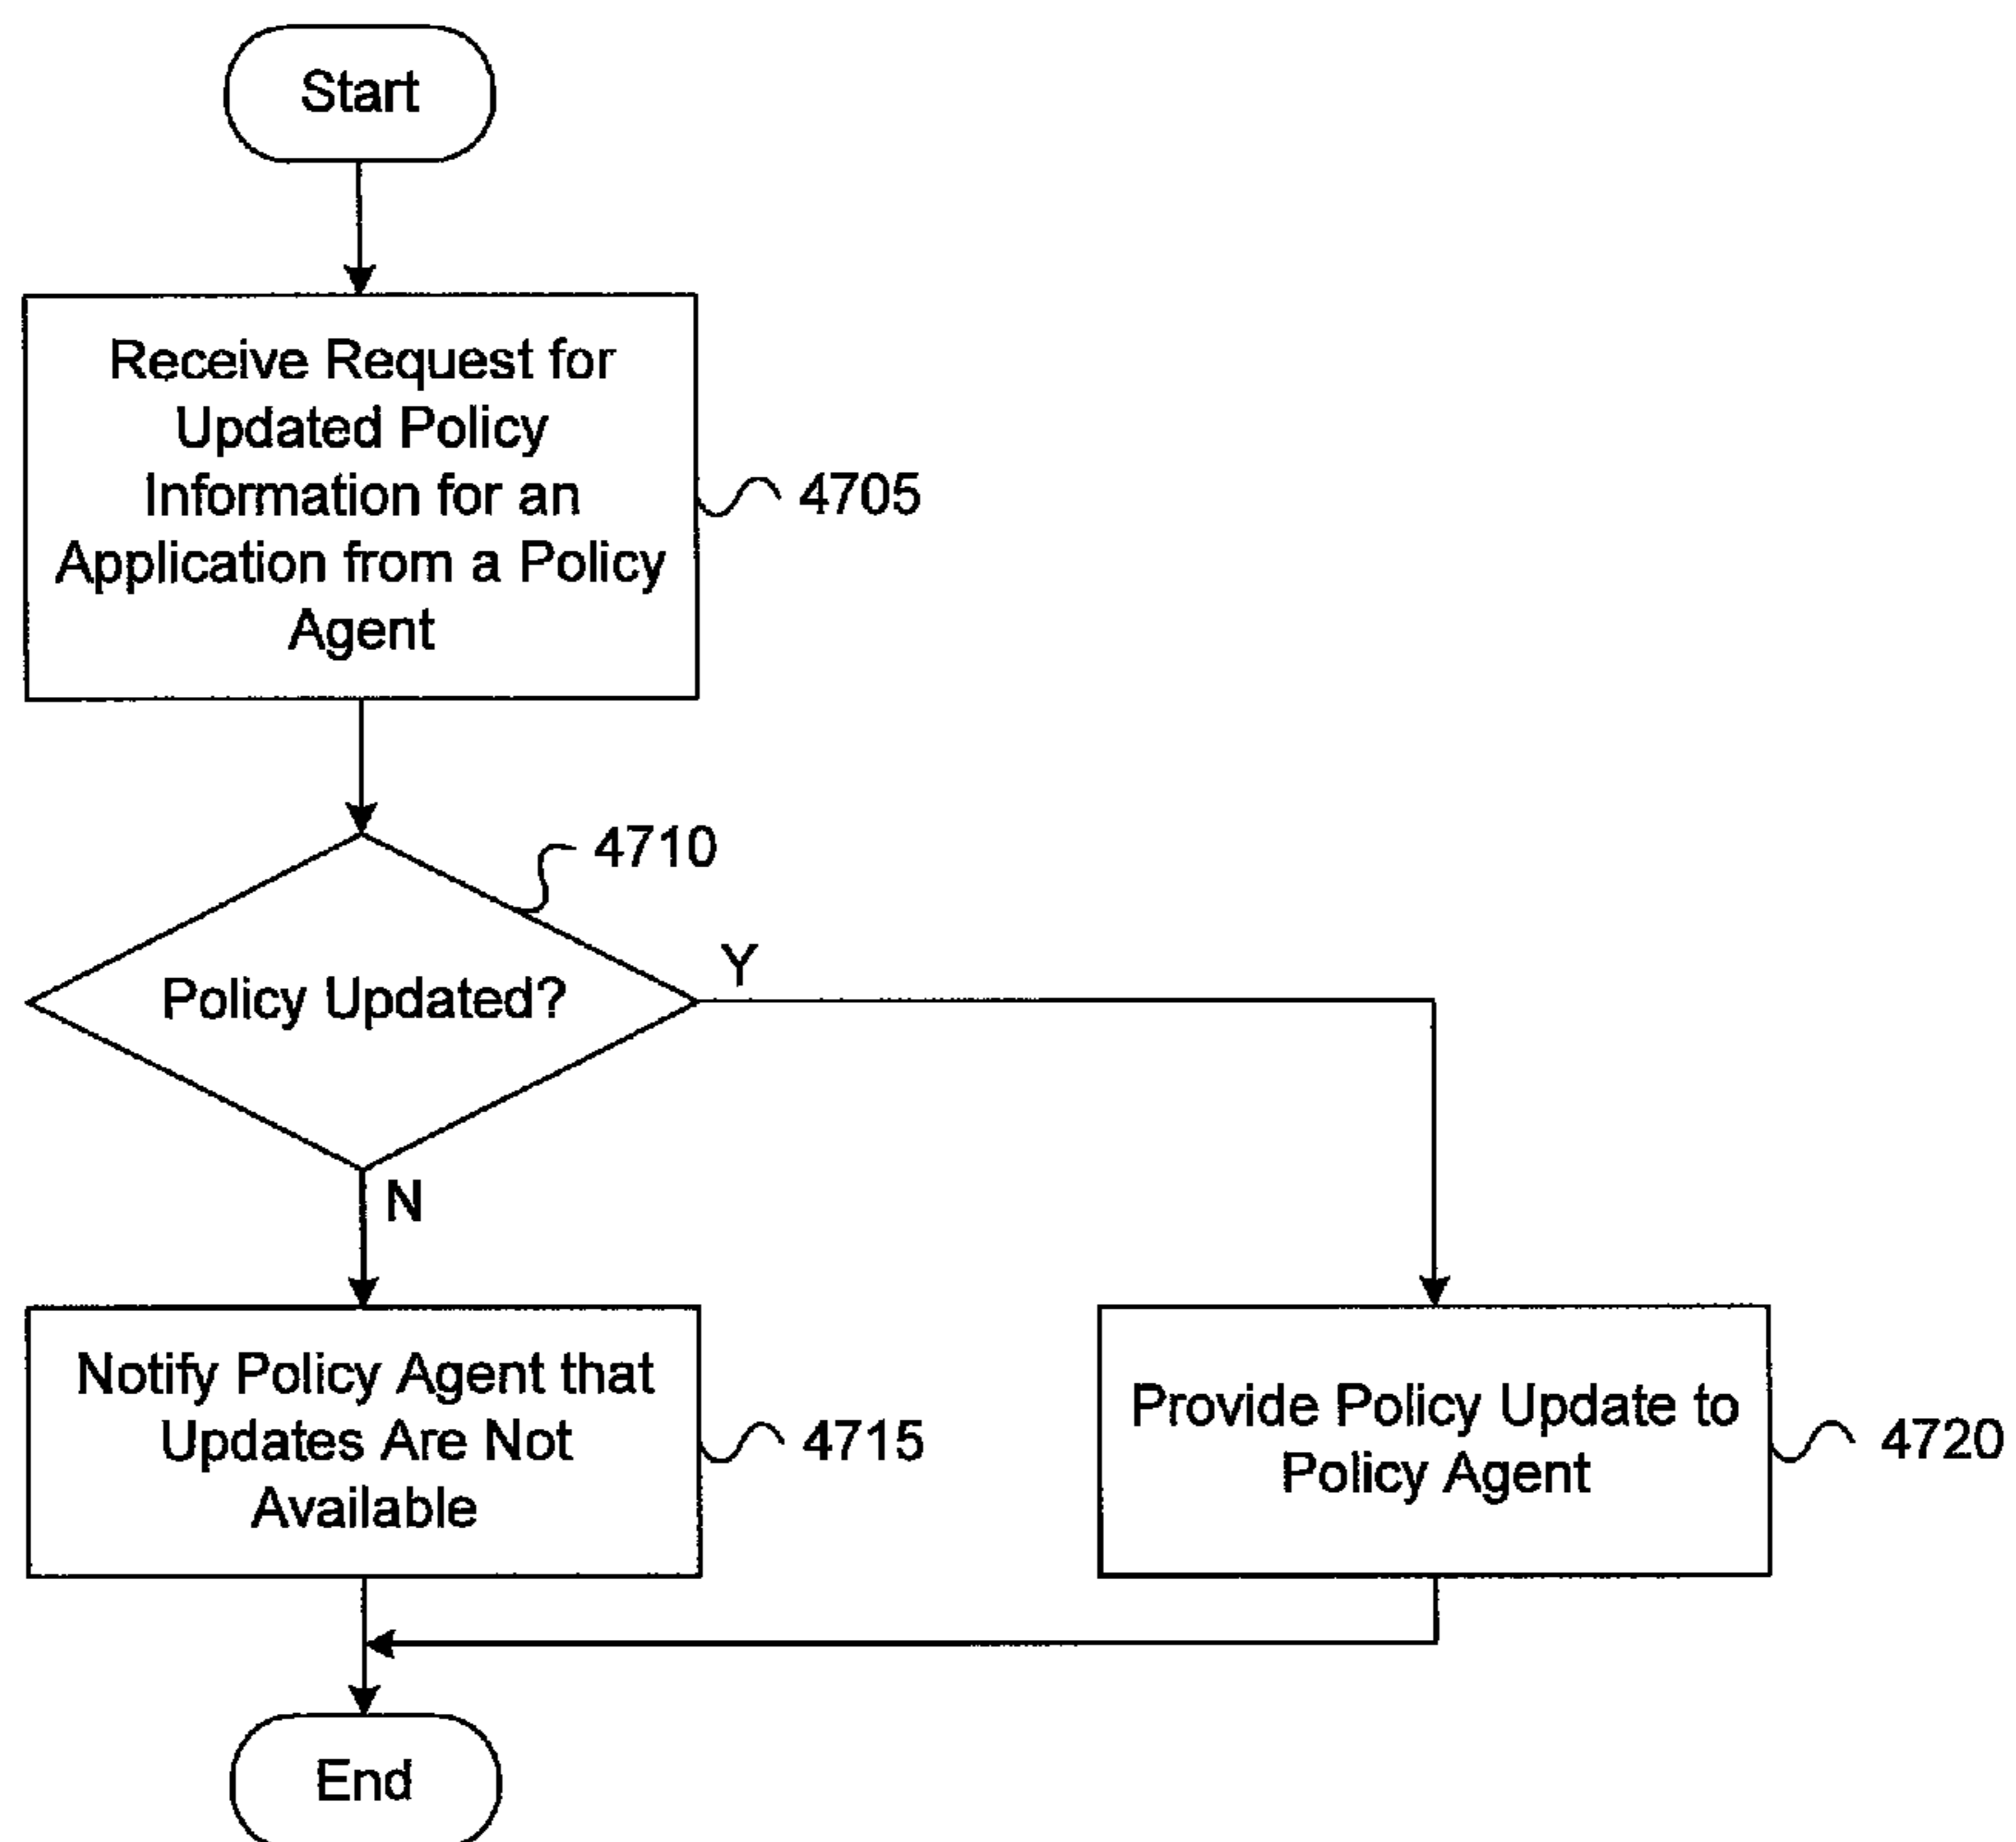 Start
Receive Request for
Updated Policy
Information for an
Application from a Policy
Agent
4705
4710
Policy Updated?
Y
N
Notify Policy Agent that
Updates Are Not
Available
4715
Provide Policy Update to
Policy Agent
4720
End